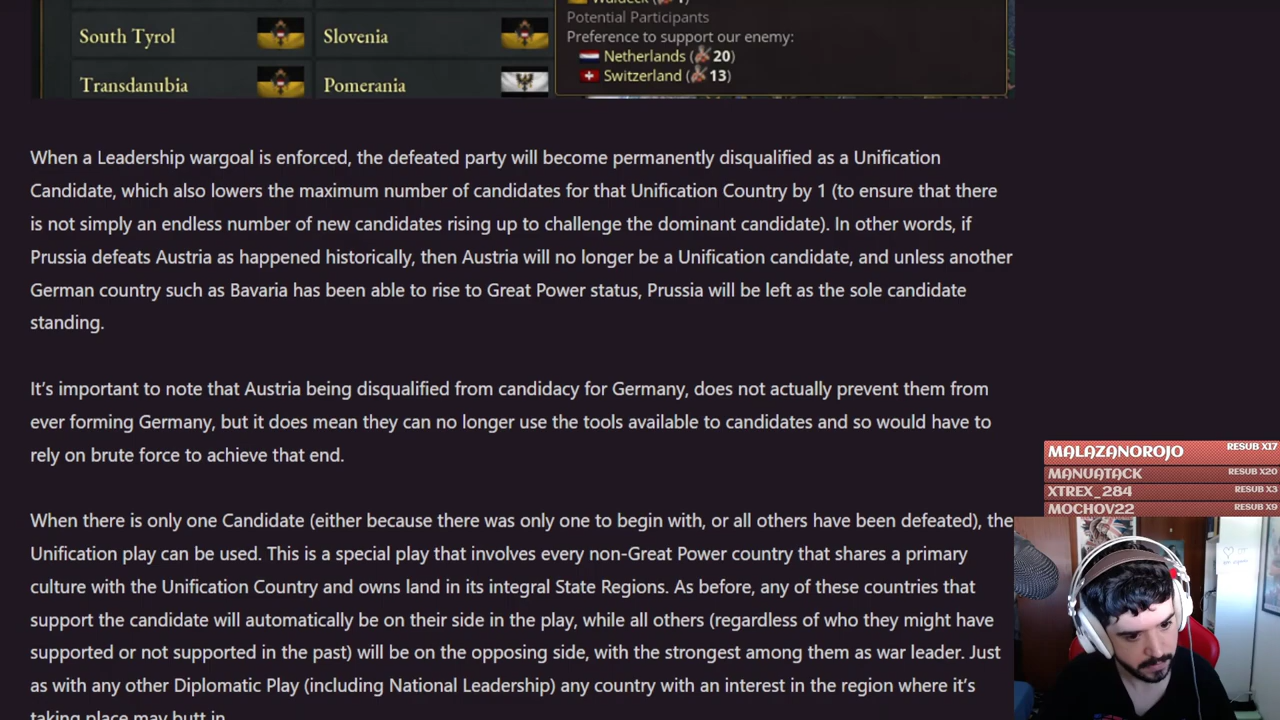 Waldeck
Potential Participants
South Tyrol
Slovenia
Preference to support our enemy:
Netherlands (20)
Switzerland (13)
Transdanubia
Pomerania
When a Leadership wargoal is enforced, the defeated party will become permanently disqualified as a Unification
Candidate, which also lowers the maximum number of candidates for that Unification Country by 1 (to ensure that there
is not simply an endless number of new candidates rising up to challenge the dominant candidate). In other words, if
Prussia defeats Austria as happened historically, then Austria will no longer be a Unification candidate, and unless another
German country such as Bavaria has been able to rise to Great Power status, Prussia will be left as the sole candidate
standing.
It’s important to note that Austria being disqualified from candidacy for Germany, does not actually prevent them from
ever forming Germany, but it does mean they can no longer use the tools available to candidates and so would have to
rely on brute force to achieve that end.
When there is only one Candidate (either because there was only one to begin with, or all others have been defeated), the
Unification play can be used. This is a special play that involves every non-Great Power country that shares a primary
culture with the Unification Country and owns land in its integral State Regions. As before, any of these countries that
support the candidate will automatically be on their side in the play, while all others (regardless of who they might have
supported or not supported in the past) will be on the opposing side, with the strongest among them as war leader. Just
as with any other Diplomatic Play (including National Leadership) any country with an interest in the region where it’s
taking place may butt in.
MALAZANOROJO RESUB X17
MANUATACK RESUB X20
XTREX_284 RESUB X3
MOCHOV22 RESUB X9